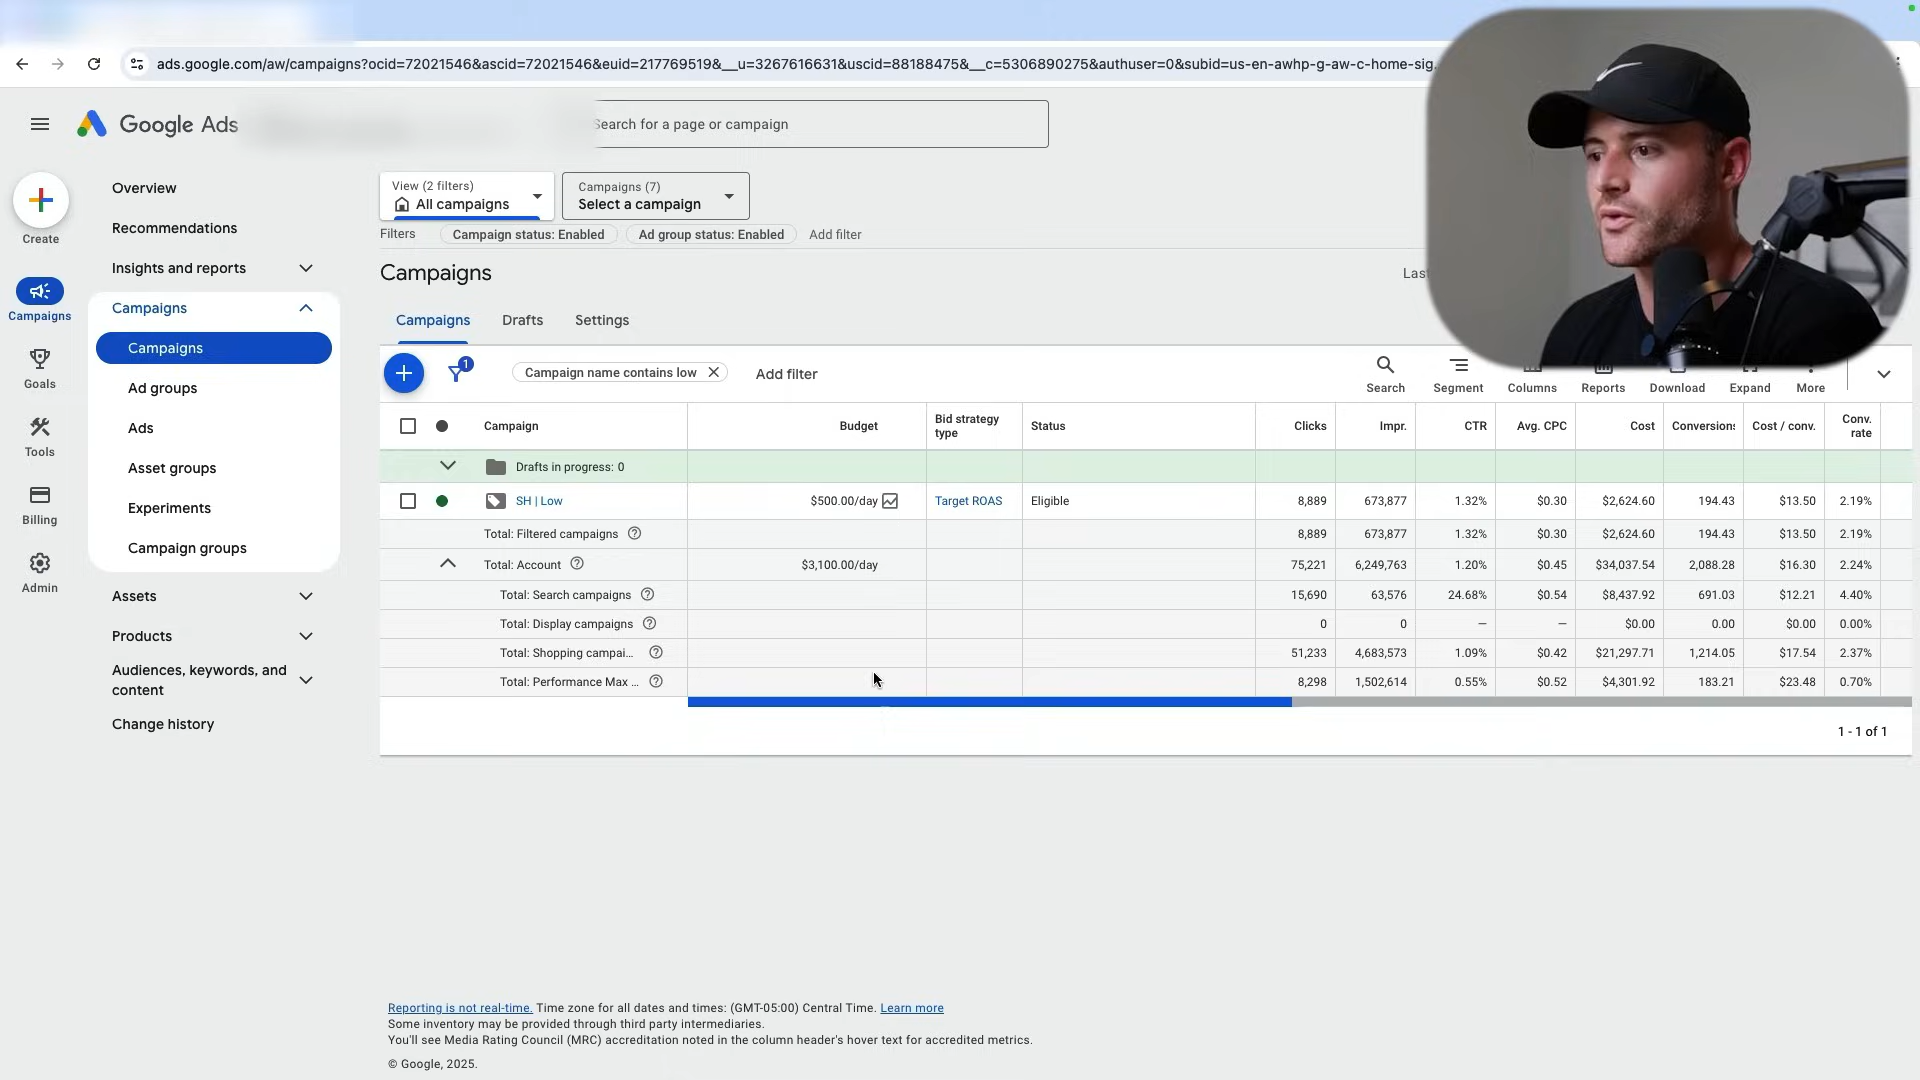 ads.google.com/aw/campaigns?ocid=72021546&ascid=72021546&euid=217769519&__u=3267616631&uscid=88188475&__c=5306890275&authuser=0&subid=us-en-awhp-g-aw-c-home-sig...
Google Ads
Search for a page or campaign
Create
Campaigns
Goals
Tools
Billing
Admin
Overview
Recommendations
Insights and reports
Campaigns
Campaigns
Ad groups
Ads
Asset groups
Experiments
Campaign groups
Assets
Products
Audiences, keywords, and
content
Change history
View (2 filters)
All campaigns
Campaigns (7)
Select a campaign
Filters Campaign status: Enabled Ad group status: Enabled Add filter
Campaigns
Campaigns Drafts Settings
1 Campaign name contains low Add filter
Search Segment Columns Reports Download Expand More
Campaign Budget Bid strategy type Status Clicks Impr. CTR Avg. CPC Cost Conversions Cost / conv. Conv. rate
Drafts in progress: 0
SH | Low $500.00/day Target ROAS Eligible 8,889 673,877 1.32% $0.30 $2,624.60 194.43 $13.50 2.19%
Total: Filtered campaigns 8,889 673,877 1.32% $0.30 $2,624.60 194.43 $13.50 2.19%
Total: Account $3,100.00/day 75,221 6,249,763 1.20% $0.45 $34,037.54 2,088.28 $16.30 2.24%
Total: Search campaigns 15,690 63,576 24.68% $0.54 $8,437.92 691.03 $12.21 4.40%
Total: Display campaigns 0 0 — — $0.00 0.00 $0.00 0.00%
Total: Shopping campai... 51,233 4,683,573 1.09% $0.42 $21,297.71 1,214.05 $17.54 2.37%
Total: Performance Max ... 8,298 1,502,614 0.55% $0.52 $4,301.92 183.21 $23.48 0.70%
1 - 1 of 1
Reporting is not real-time. Time zone for all dates and times: (GMT-05:00) Central Time. Learn more
Some inventory may be provided through third party intermediaries.
You'll see Media Rating Council (MRC) accreditation noted in the column header's hover text for accredited metrics.
© Google, 2025.